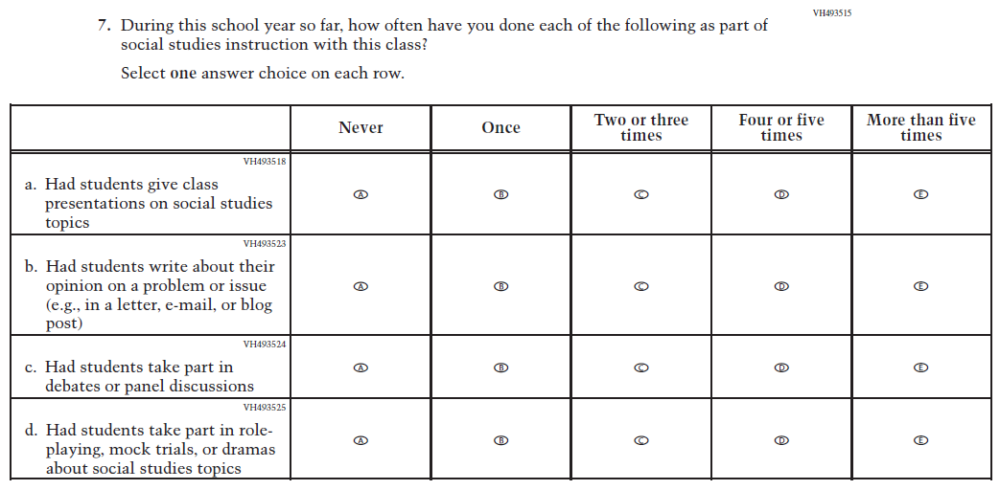 VH493515
7. During this school year so far, how often have you done each of the following as part of
social studies instruction with this class?
Select one answer choice on each row.
Never
Once
Two or three
times
Four or five
times
More than five
times
VH493518
a. Had students give class
presentations on social studies
topics
A B C D E
VH493523
b. Had students write about their
opinion on a problem or issue
(e.g., in a letter, e-mail, or blog
post)
A B C D E
VH493524
c. Had students take part in
debates or panel discussions
A B C D E
VH493525
d. Had students take part in role-
playing, mock trials, or dramas
about social studies topics
A B C D E